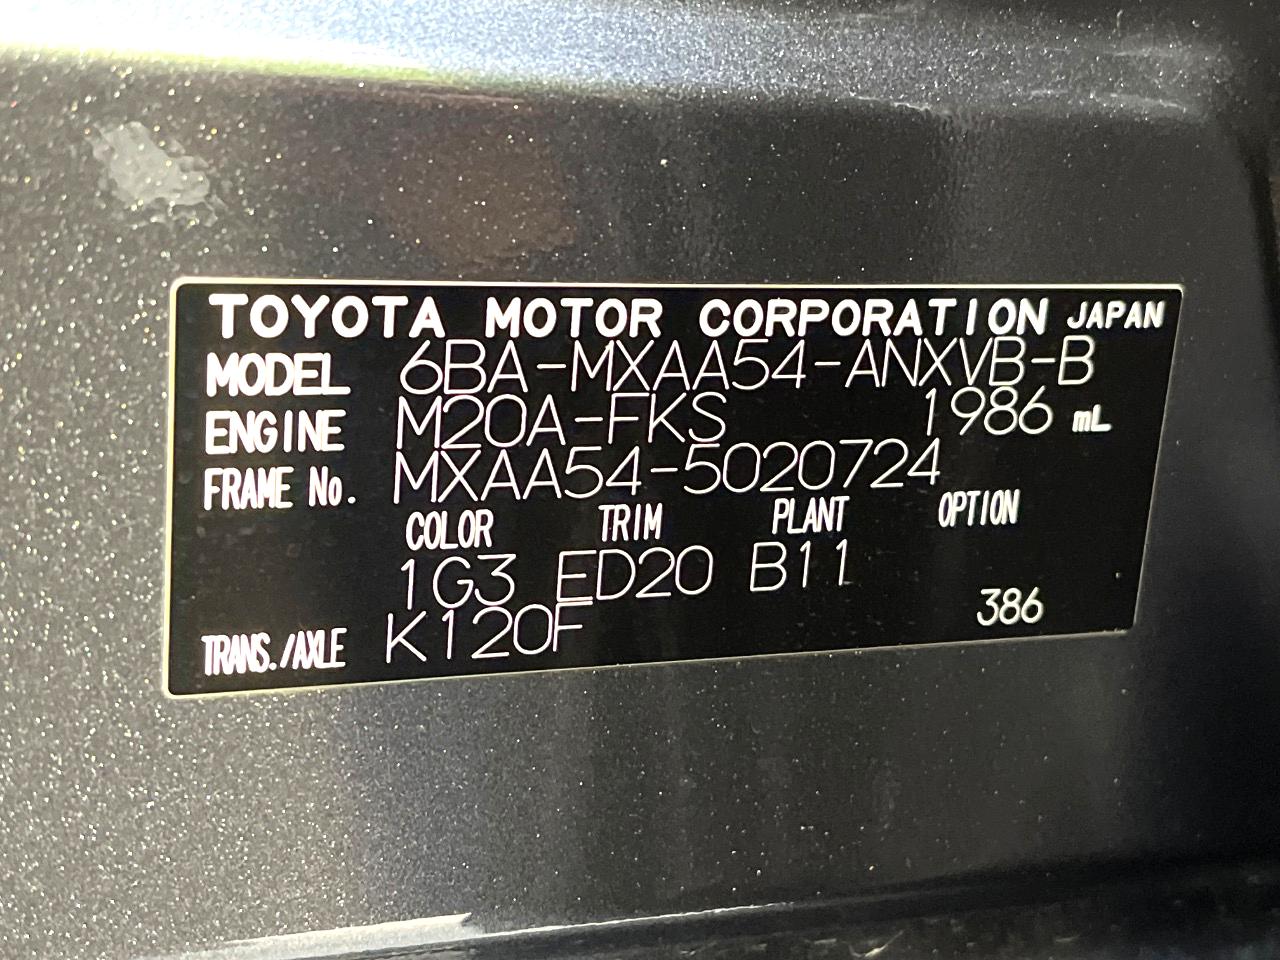 TOYOTA MOTOR CORPORATION JAPAN
MODEL 6BA-MXAA54-ANXVB-B
ENGINE M20A-FKS 1986 mL
FRAME No. MXAA54-5020724
COLOR TRIM PLANT OPTION
1G3 ED20 B11
TRANS./AXLE K120F 386